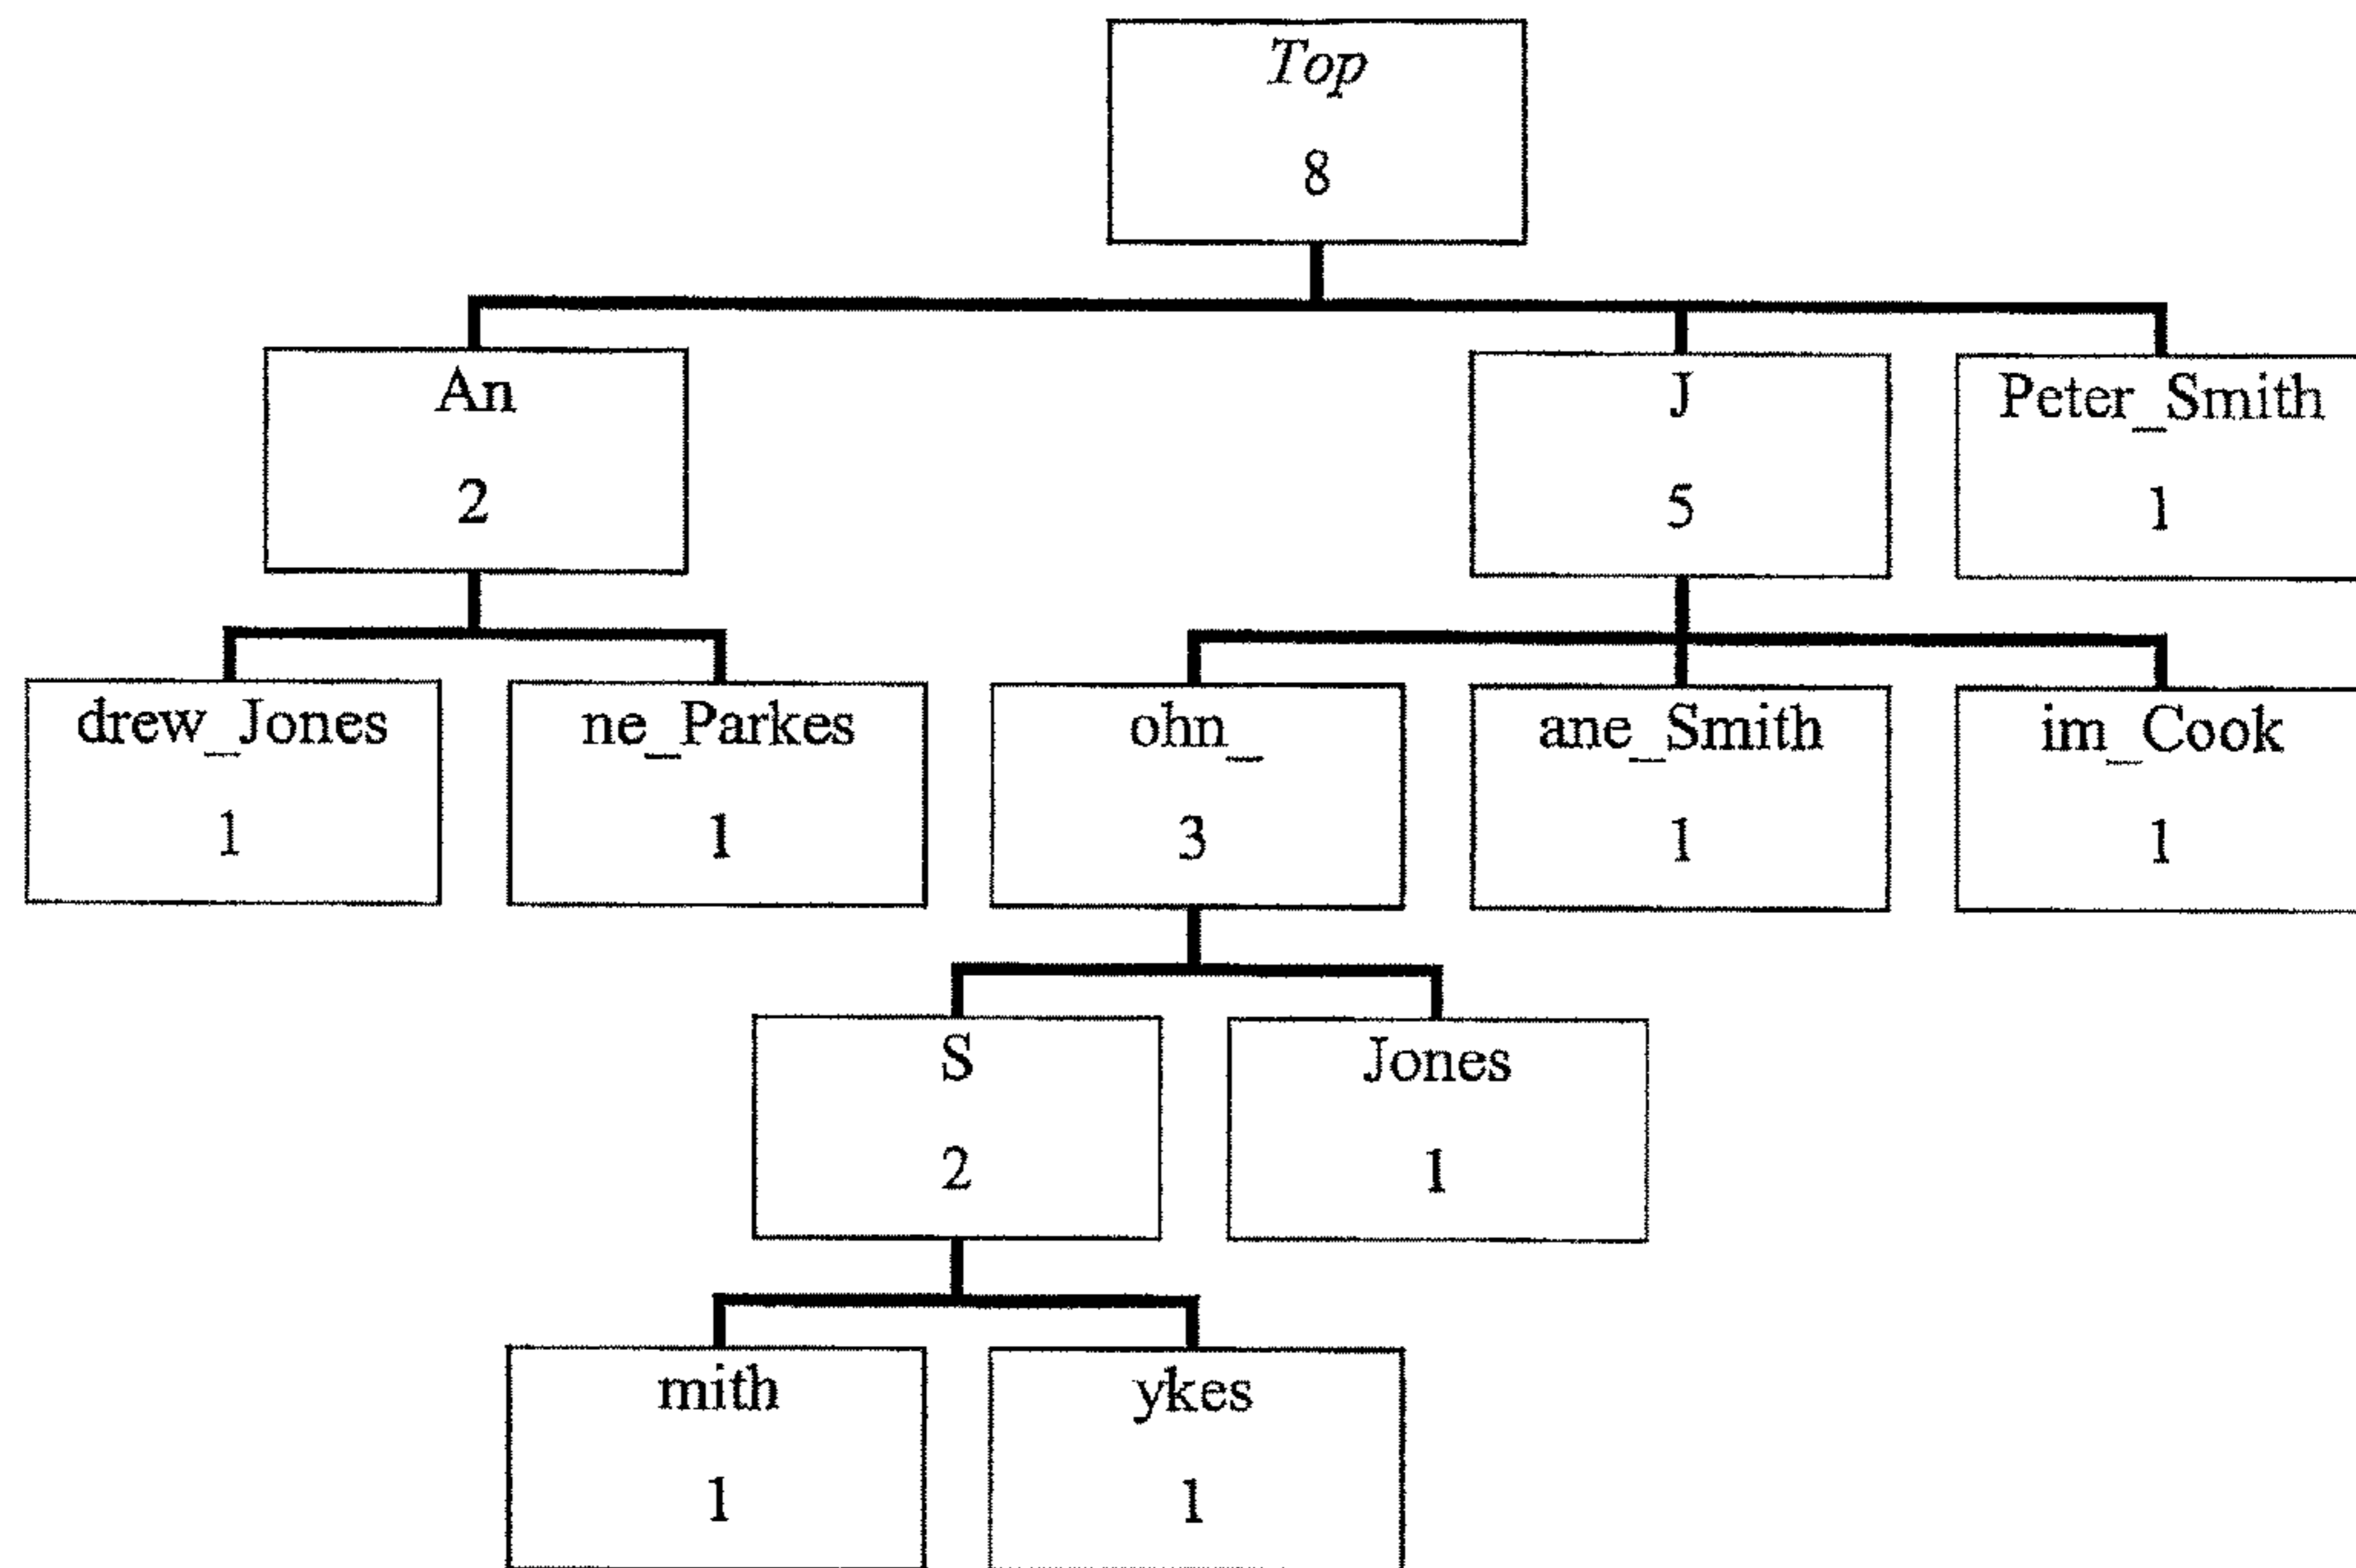 Top
8
An
2
J
5
Peter_Smith
1
drew_Jones
1
ne_Parkes
1
ohn_
3
ane_Smith
1
im_Cook
1
S
2
Jones
1
mith
1
ykes
1